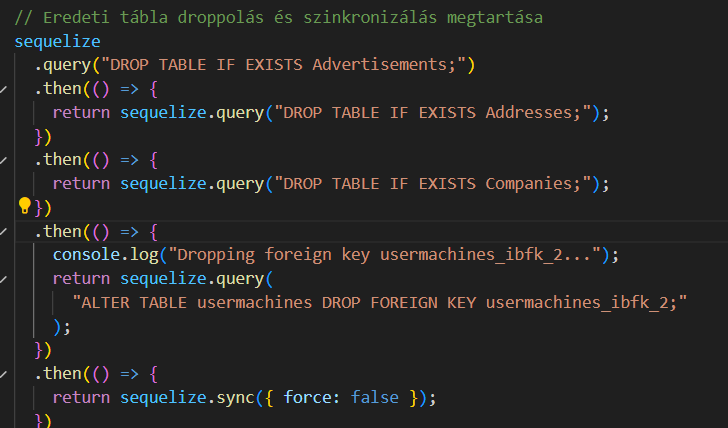 // Eredeti tábla droppolás és szinkronizálás megtartása
sequelize
  .query("DROP TABLE IF EXISTS Advertisements;")
  .then(() => {
    return sequelize.query("DROP TABLE IF EXISTS Addresses;");
  })
  .then(() => {
    return sequelize.query("DROP TABLE IF EXISTS Companies;");
  })
  .then(() => {
    console.log("Dropping foreign key usermachines_ibfk_2...");
    return sequelize.query(
      "ALTER TABLE usermachines DROP FOREIGN KEY usermachines_ibfk_2;"
    );
  })
  .then(() => {
    return sequelize.sync({ force: false });
  })